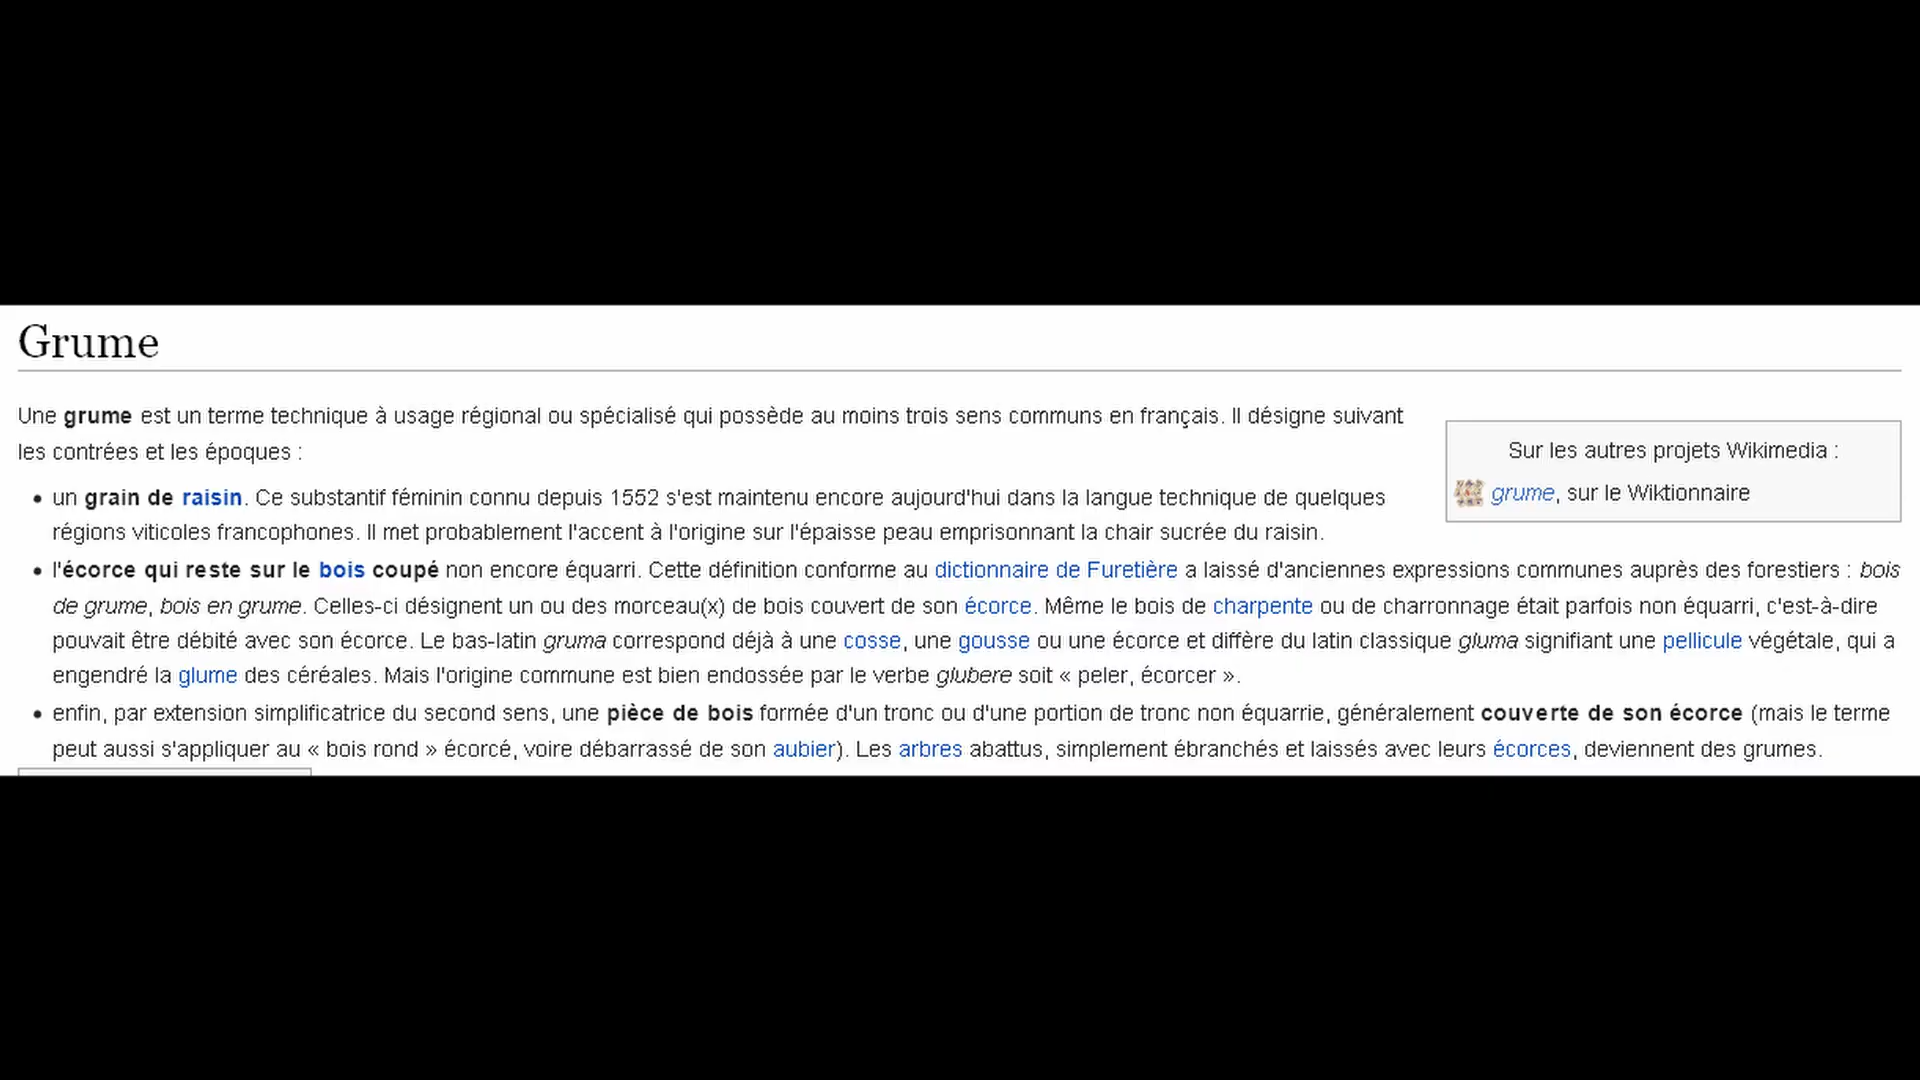 Grume
Une grume est un terme technique à usage régional ou spécialisé qui possède au moins trois sens communs en français. Il désigne suivant
les contrées et les époques :
Sur les autres projets Wikimedia :
grume, sur le Wiktionnaire
• un grain de raisin. Ce substantif féminin connu depuis 1552 s'est maintenu encore aujourd'hui dans la langue technique de quelques
régions viticoles francophones. Il met probablement l'accent à l'origine sur l'épaisse peau emprisonnant la chair sucrée du raisin.
• l'écorce qui reste sur le bois coupé non encore équarri. Cette définition conforme au dictionnaire de Furetière a laissé d'anciennes expressions communes auprès des forestiers : bois
de grume, bois en grume. Celles-ci désignent un ou des morceau(x) de bois couvert de son écorce. Même le bois de charpente ou de charronnage était parfois non équarri, c'est-à-dire
pouvait être débité avec son écorce. Le bas-latin gruma correspond déjà à une cosse, une gousse ou une écorce et diffère du latin classique gluma signifiant une pellicule végétale, qui a
engendré la glume des céréales. Mais l'origine commune est bien endossée par le verbe glubere soit « peler, écorcer ».
• enfin, par extension simplificatrice du second sens, une pièce de bois formée d'un tronc ou d'une portion de tronc non équarrie, généralement couverte de son écorce (mais le terme
peut aussi s'appliquer au « bois rond » écorcé, voire débarrassé de son aubier). Les arbres abattus, simplement ébranchés et laissés avec leurs écorces, deviennent des grumes.